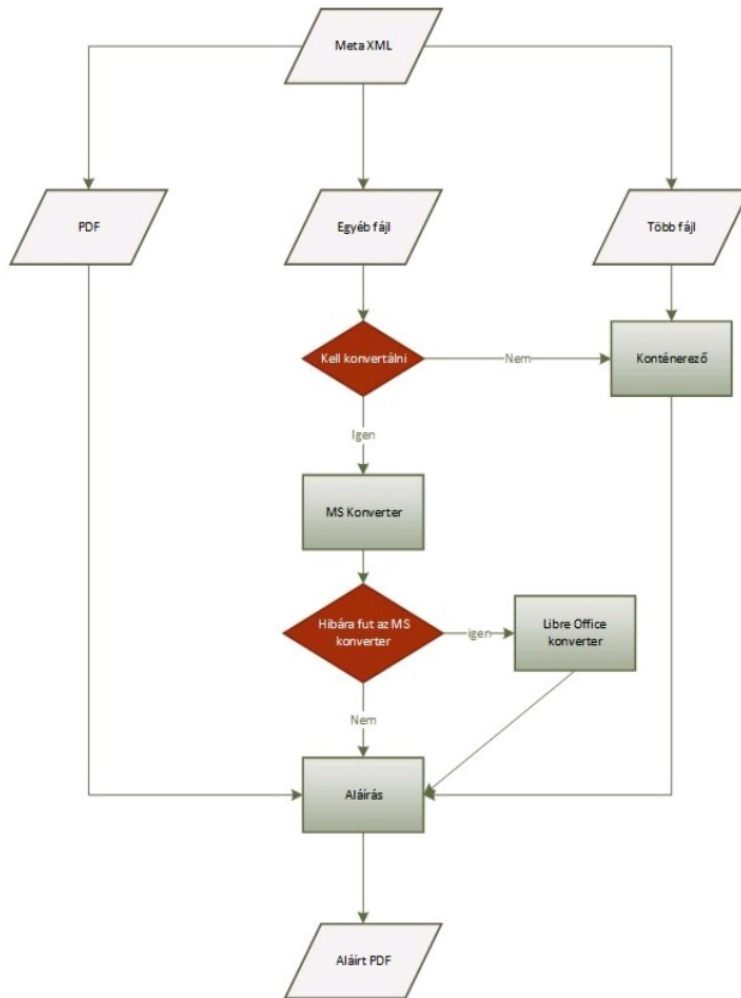 Meta XML
PDF
Egyéb fájl
Több fájl
Kell konvertálni
Nem
Konténerező
Igen
MS Konverter
Hibára fut az MS
konverter
igen
Libre Office
konverter
Nem
Aláírás
Aláírt PDF